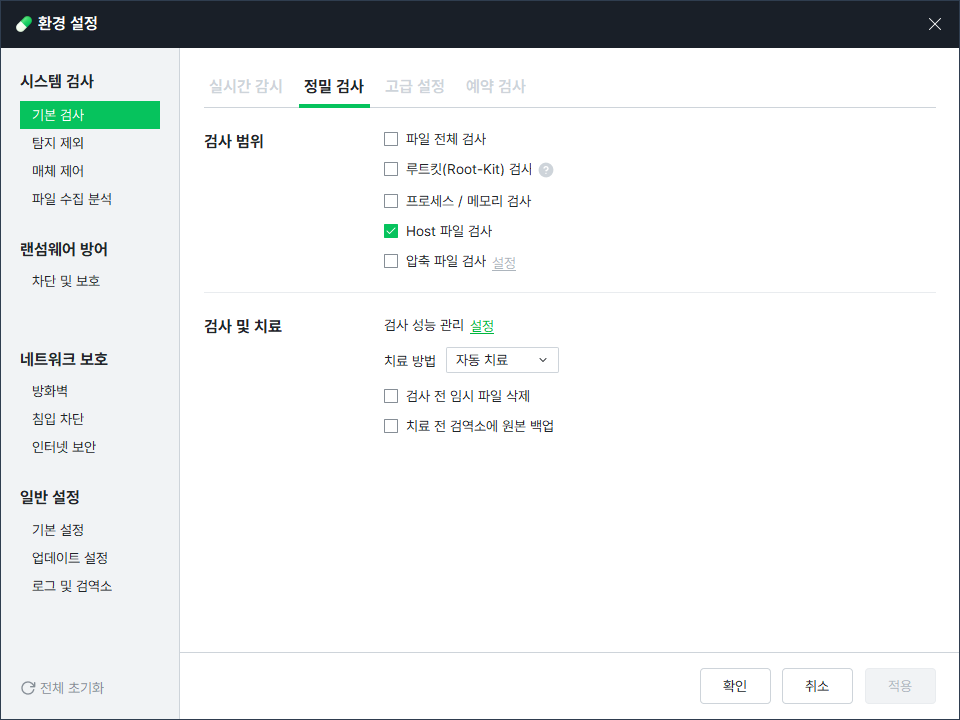 환경 설정
시스템 검사
기본 검사
탐지 제외
매체 제어
파일 수집 분석
랜섬웨어 방어
차단 및 보호
네트워크 보호
방화벽
침입 차단
인터넷 보안
일반 설정
기본 설정
업데이트 설정
로그 및 검역소
전체 초기화
실시간 감시 정밀 검사 고급 설정 예약 검사
검사 범위
파일 전체 검사
루트킷(Root-Kit) 검시 ?
프로세스 / 메모리 검사
Host 파일 검사
압축 파일 검사 설정
검사 및 치료
검사 성능 관리 설정
치료 방법 자동 치료
검사 전 임시 파일 삭제
치료 전 검역소에 원본 백업
확인 취소 적용